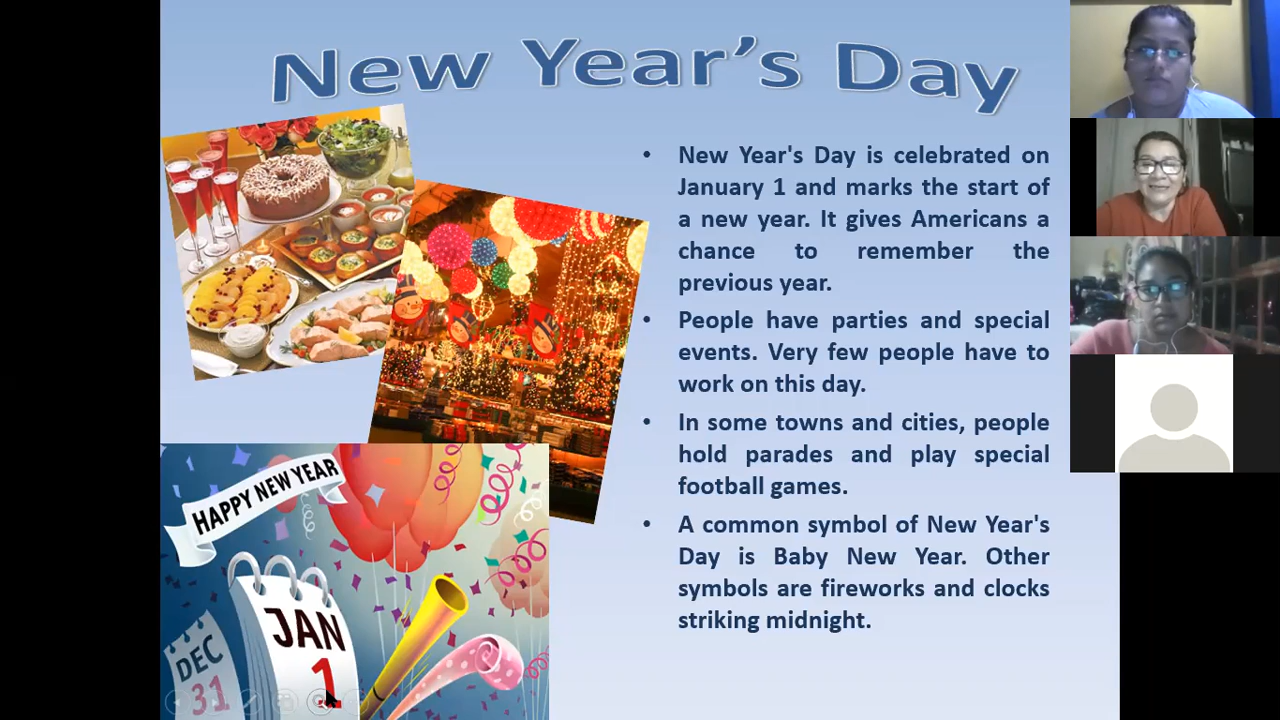 New Year's Day
• New Year's Day is celebrated on
January 1 and marks the start of
a new year. It gives Americans a
chance to remember the
previous year.
• People have parties and special
events. Very few people have to
work on this day.
• In some towns and cities, people
hold parades and play special
football games.
• A common symbol of New Year's
Day is Baby New Year. Other
symbols are fireworks and clocks
striking midnight.
HAPPY NEW YEAR
JAN
1
DEC
31